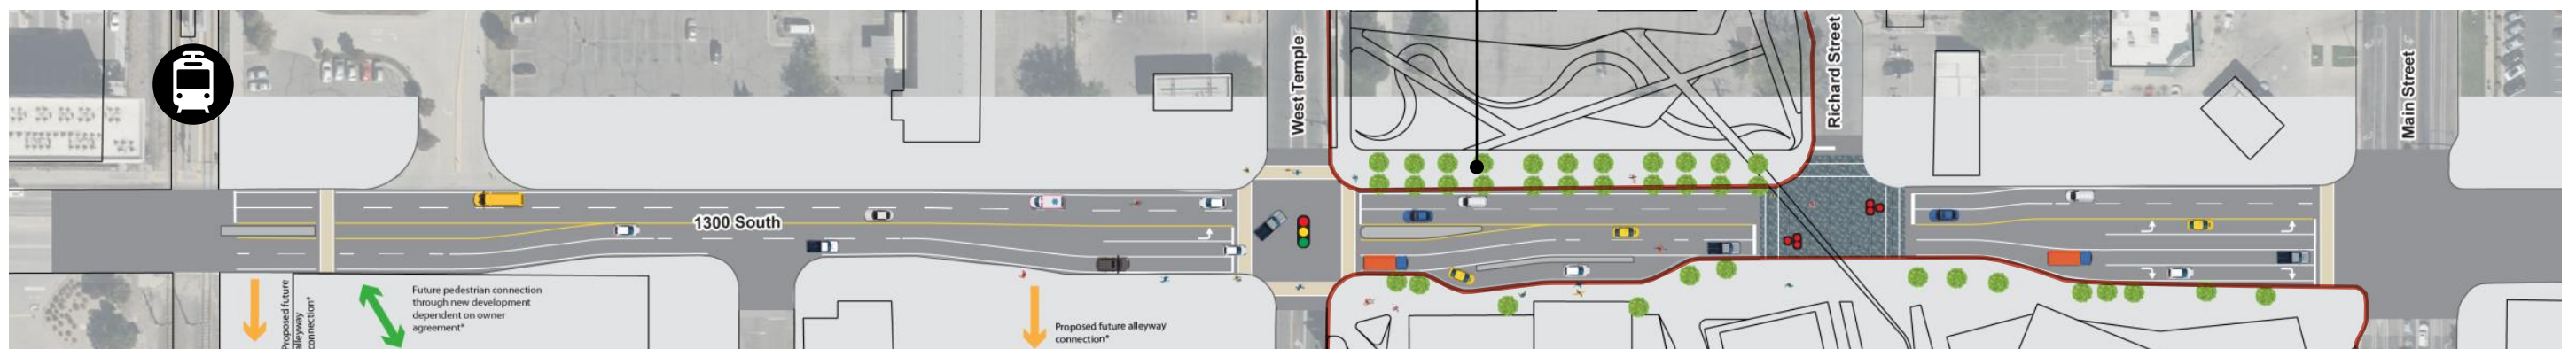 West Temple
Richard Street
Main Street
1300 South
Proposed future
alleyway
connection*
Future pedestrian connection
through new development
dependent on owner
agreement*
Proposed future alleyway
connection*